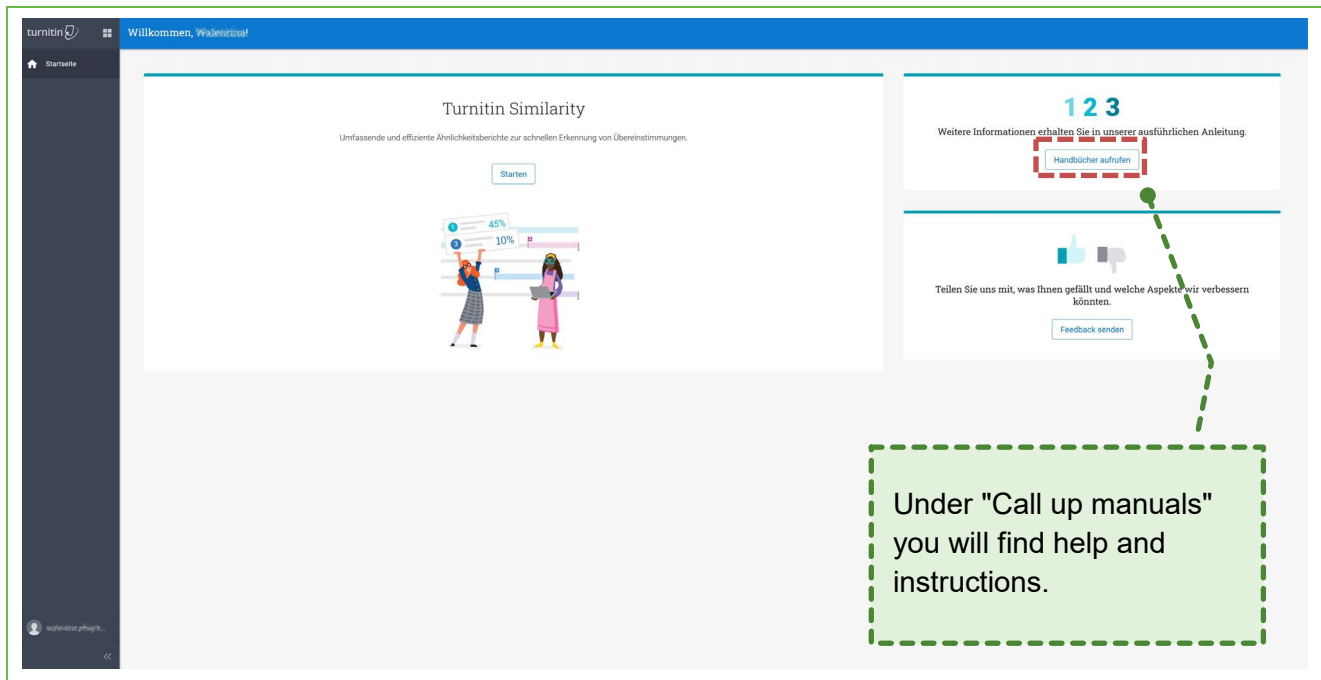 turnitin
Willkommen,
Startseite
Turnitin Similarity
Umfassende und effiziente Ähnlichkeitsberichte zur schnellen Erkennung von Übereinstimmungen.
Starten
1 45%
3 10%
1 2 3
Weitere Informationen erhalten Sie in unserer ausführlichen Anleitung.
Handbücher aufrufen
Teilen Sie uns mit, was Ihnen gefällt und welche Aspekte wir verbessern
könnten.
Feedback senden
Under "Call up manuals"
you will find help and
instructions.